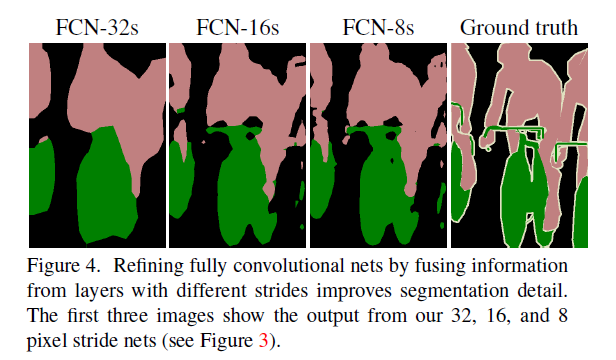 FCN-32s FCN-16s FCN-8s Ground truth
Figure 4. Refining fully convolutional nets by fusing information
from layers with different strides improves segmentation detail.
The first three images show the output from our 32, 16, and 8
pixel stride nets (see Figure 3).